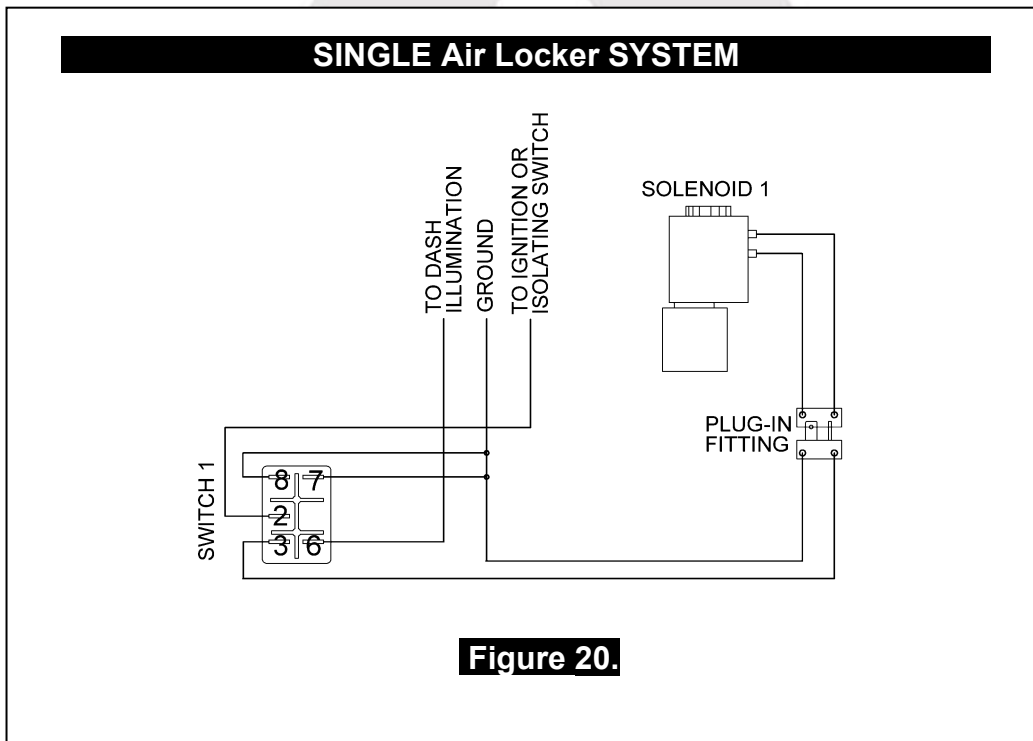 SINGLE Air Locker SYSTEM
TO DASH
ILLUMINATION
GROUND
TO IGNITION OR
ISOLATING SWITCH
SOLENOID 1
PLUG-IN
FITTING
SWITCH 1
8 7
2
3 6
Figure 20.